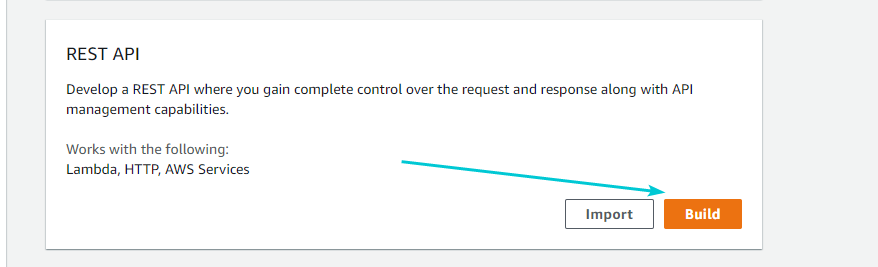 REST API
Develop a REST API where you gain complete control over the request and response along with API
management capabilities.
Works with the following:
Lambda, HTTP, AWS Services
Import
Build